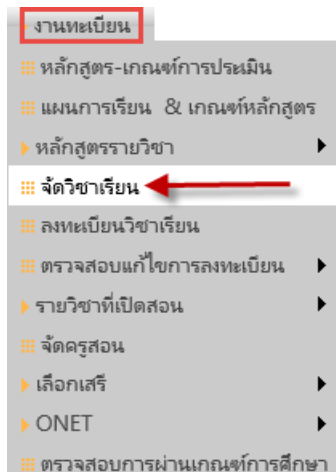 งานทะเบียน
หลักสูตร-เกณฑ์การประเมิน
แผนการเรียน & เกณฑ์หลักสูตร
หลักสูตรรายวิชา
จัดวิชาเรียน
ลงทะเบียนวิชาเรียน
ตรวจสอบแก้ไขการลงทะเบียน
รายวิชาที่เปิดสอน
จัดครูสอน
เลือกเสรี
ONET
ตรวจสอบการผ่านเกณฑ์การศึกษา